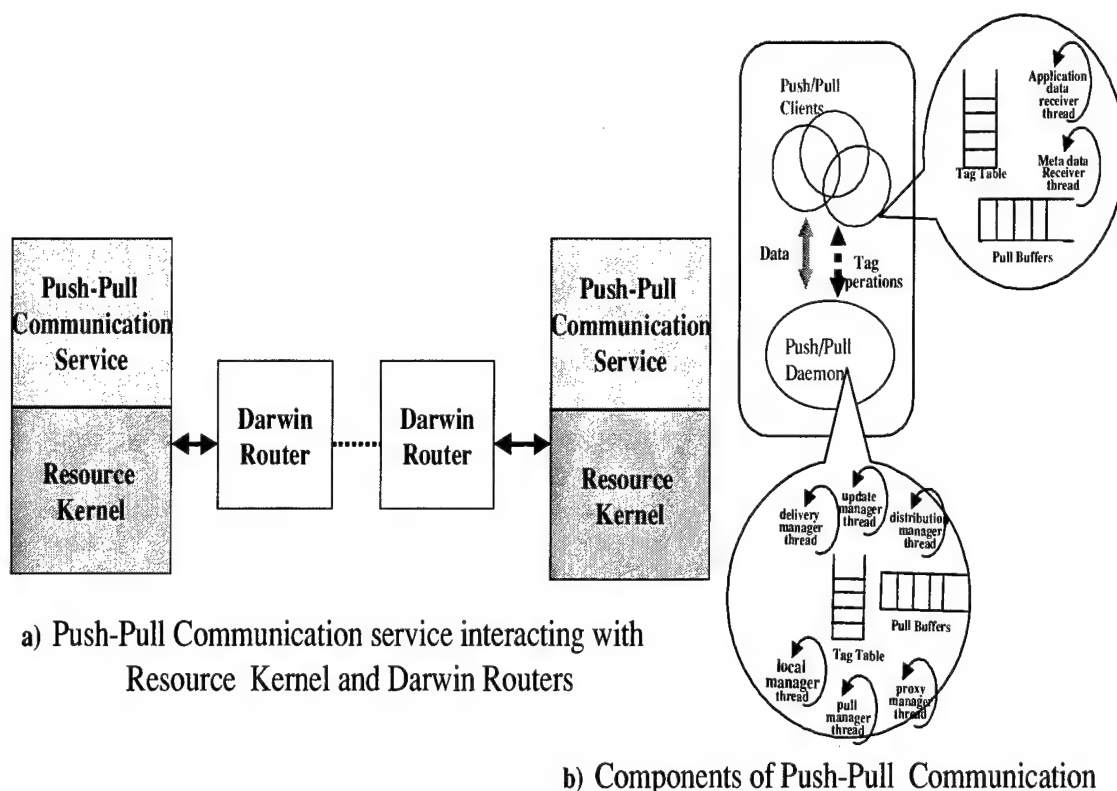 Push-Pull
Communication
Service
Resource
Kernel
Darwin
Router
Darwin
Router
Push-Pull
Communication
Service
Resource
Kernel
a) Push-Pull Communication service interacting with
Resource Kernel and Darwin Routers
Push/Pull
Clients
Data
Tag
perations
Push/Pull
Daemon
Application
data
receiver
thread
Meta data
Receiver
thread
Tag Table
Pull Buffers
delivery
manager
thread
update
manager
thread
distribution
manager
thread
Pull Buffers
Tag Table
local
manager
thread
pull
manager
thread
proxy
manager
thread
b) Components of Push-Pull Communication